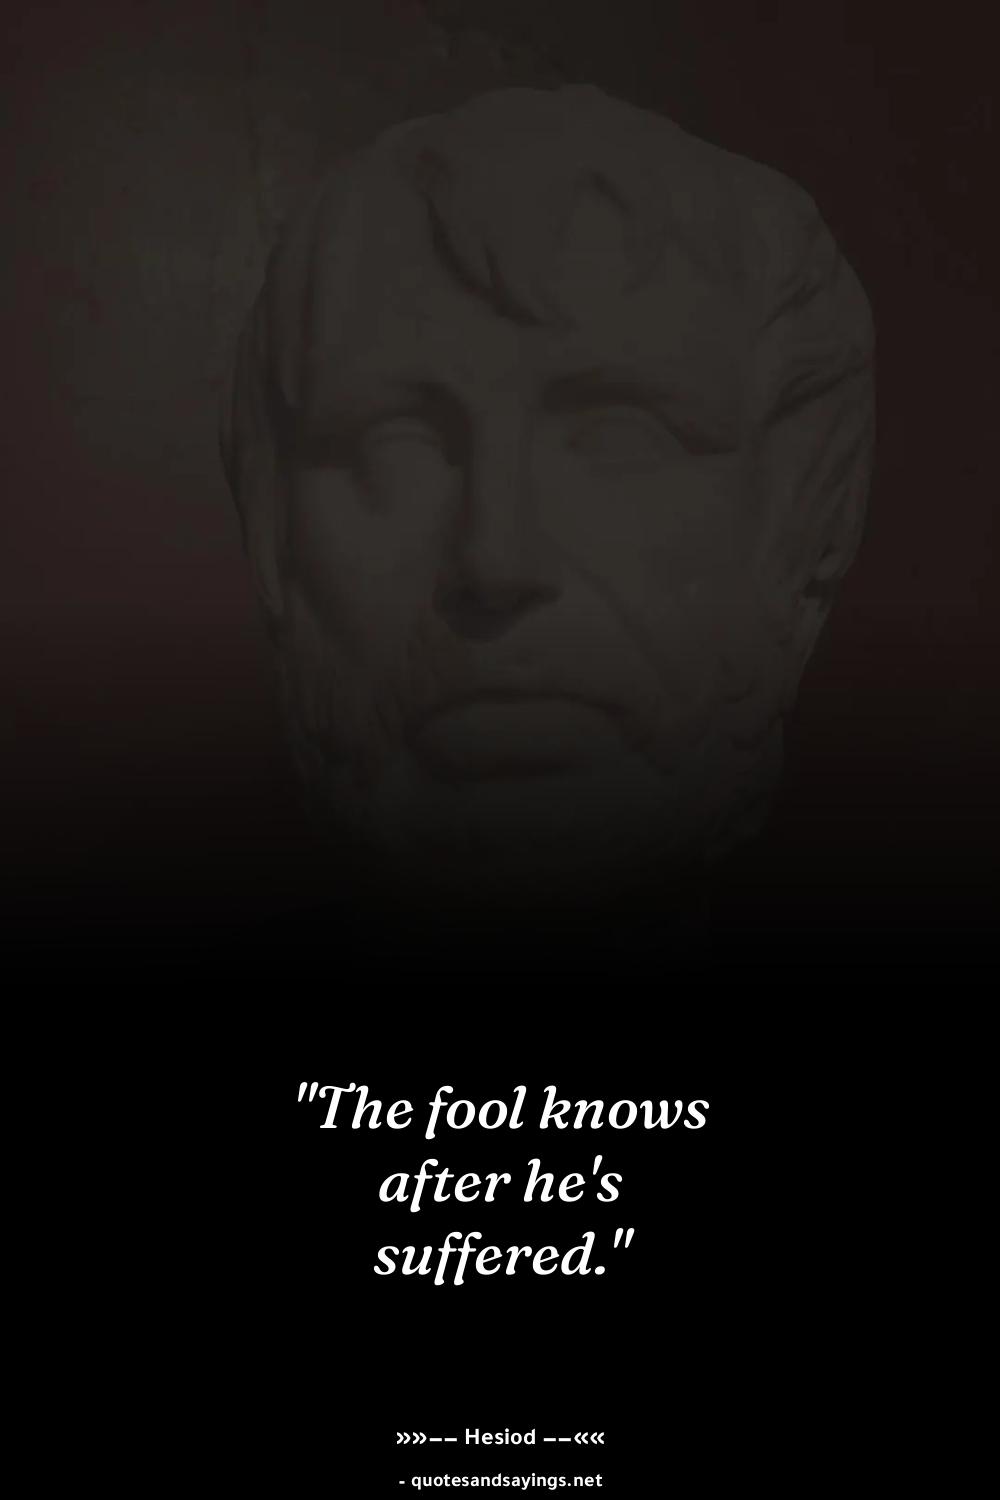 "The fool knows
after he's
suffered."
»»−− Hesiod −−««
- quotesandsayings.net